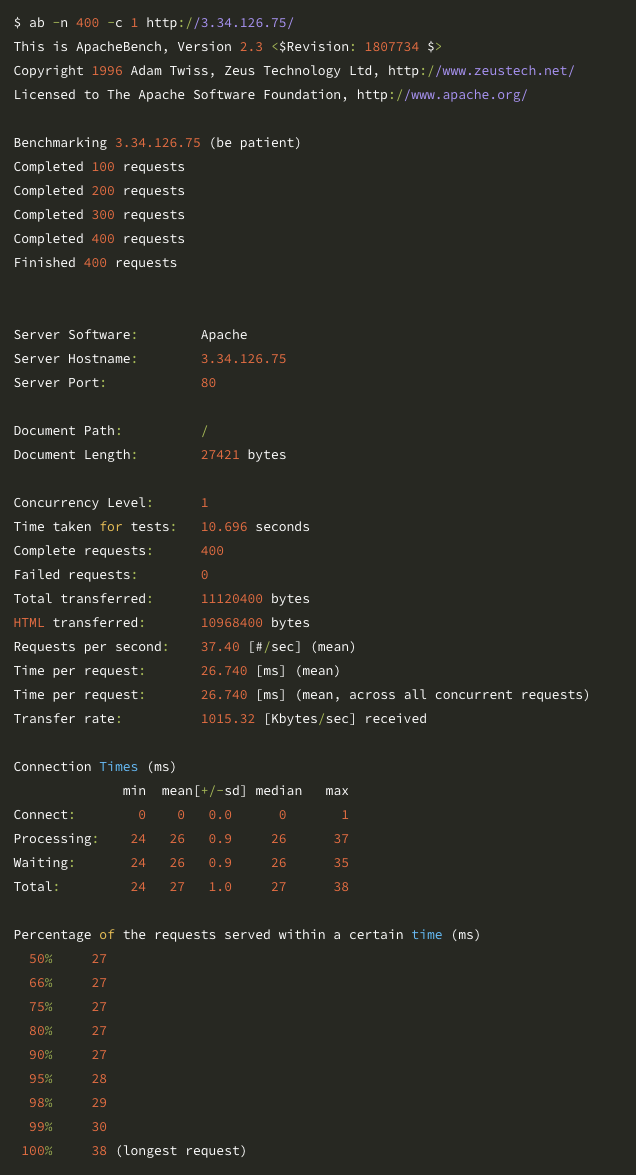 $ ab -n 400 -c 1 http://3.34.126.75/
This is ApacheBench, Version 2.3 <$Revision: 1807734 $>
Copyright 1996 Adam Twiss, Zeus Technology Ltd, http://www.zeustech.net/
Licensed to The Apache Software Foundation, http://www.apache.org/

Benchmarking 3.34.126.75 (be patient)
Completed 100 requests
Completed 200 requests
Completed 300 requests
Completed 400 requests
Finished 400 requests


Server Software:        Apache
Server Hostname:        3.34.126.75
Server Port:            80

Document Path:          /
Document Length:        27421 bytes

Concurrency Level:      1
Time taken for tests:   10.696 seconds
Complete requests:      400
Failed requests:        0
Total transferred:      11120400 bytes
HTML transferred:       10968400 bytes
Requests per second:    37.40 [#/sec] (mean)
Time per request:       26.740 [ms] (mean)
Time per request:       26.740 [ms] (mean, across all concurrent requests)
Transfer rate:          1015.32 [Kbytes/sec] received

Connection Times (ms)
              min  mean[+/-sd] median   max
Connect:        0    0   0.0      0       1
Processing:    24   26   0.9     26      37
Waiting:       24   26   0.9     26      35
Total:         24   27   1.0     27      38

Percentage of the requests served within a certain time (ms)
  50%     27
  66%     27
  75%     27
  80%     27
  90%     27
  95%     28
  98%     29
  99%     30
 100%     38 (longest request)